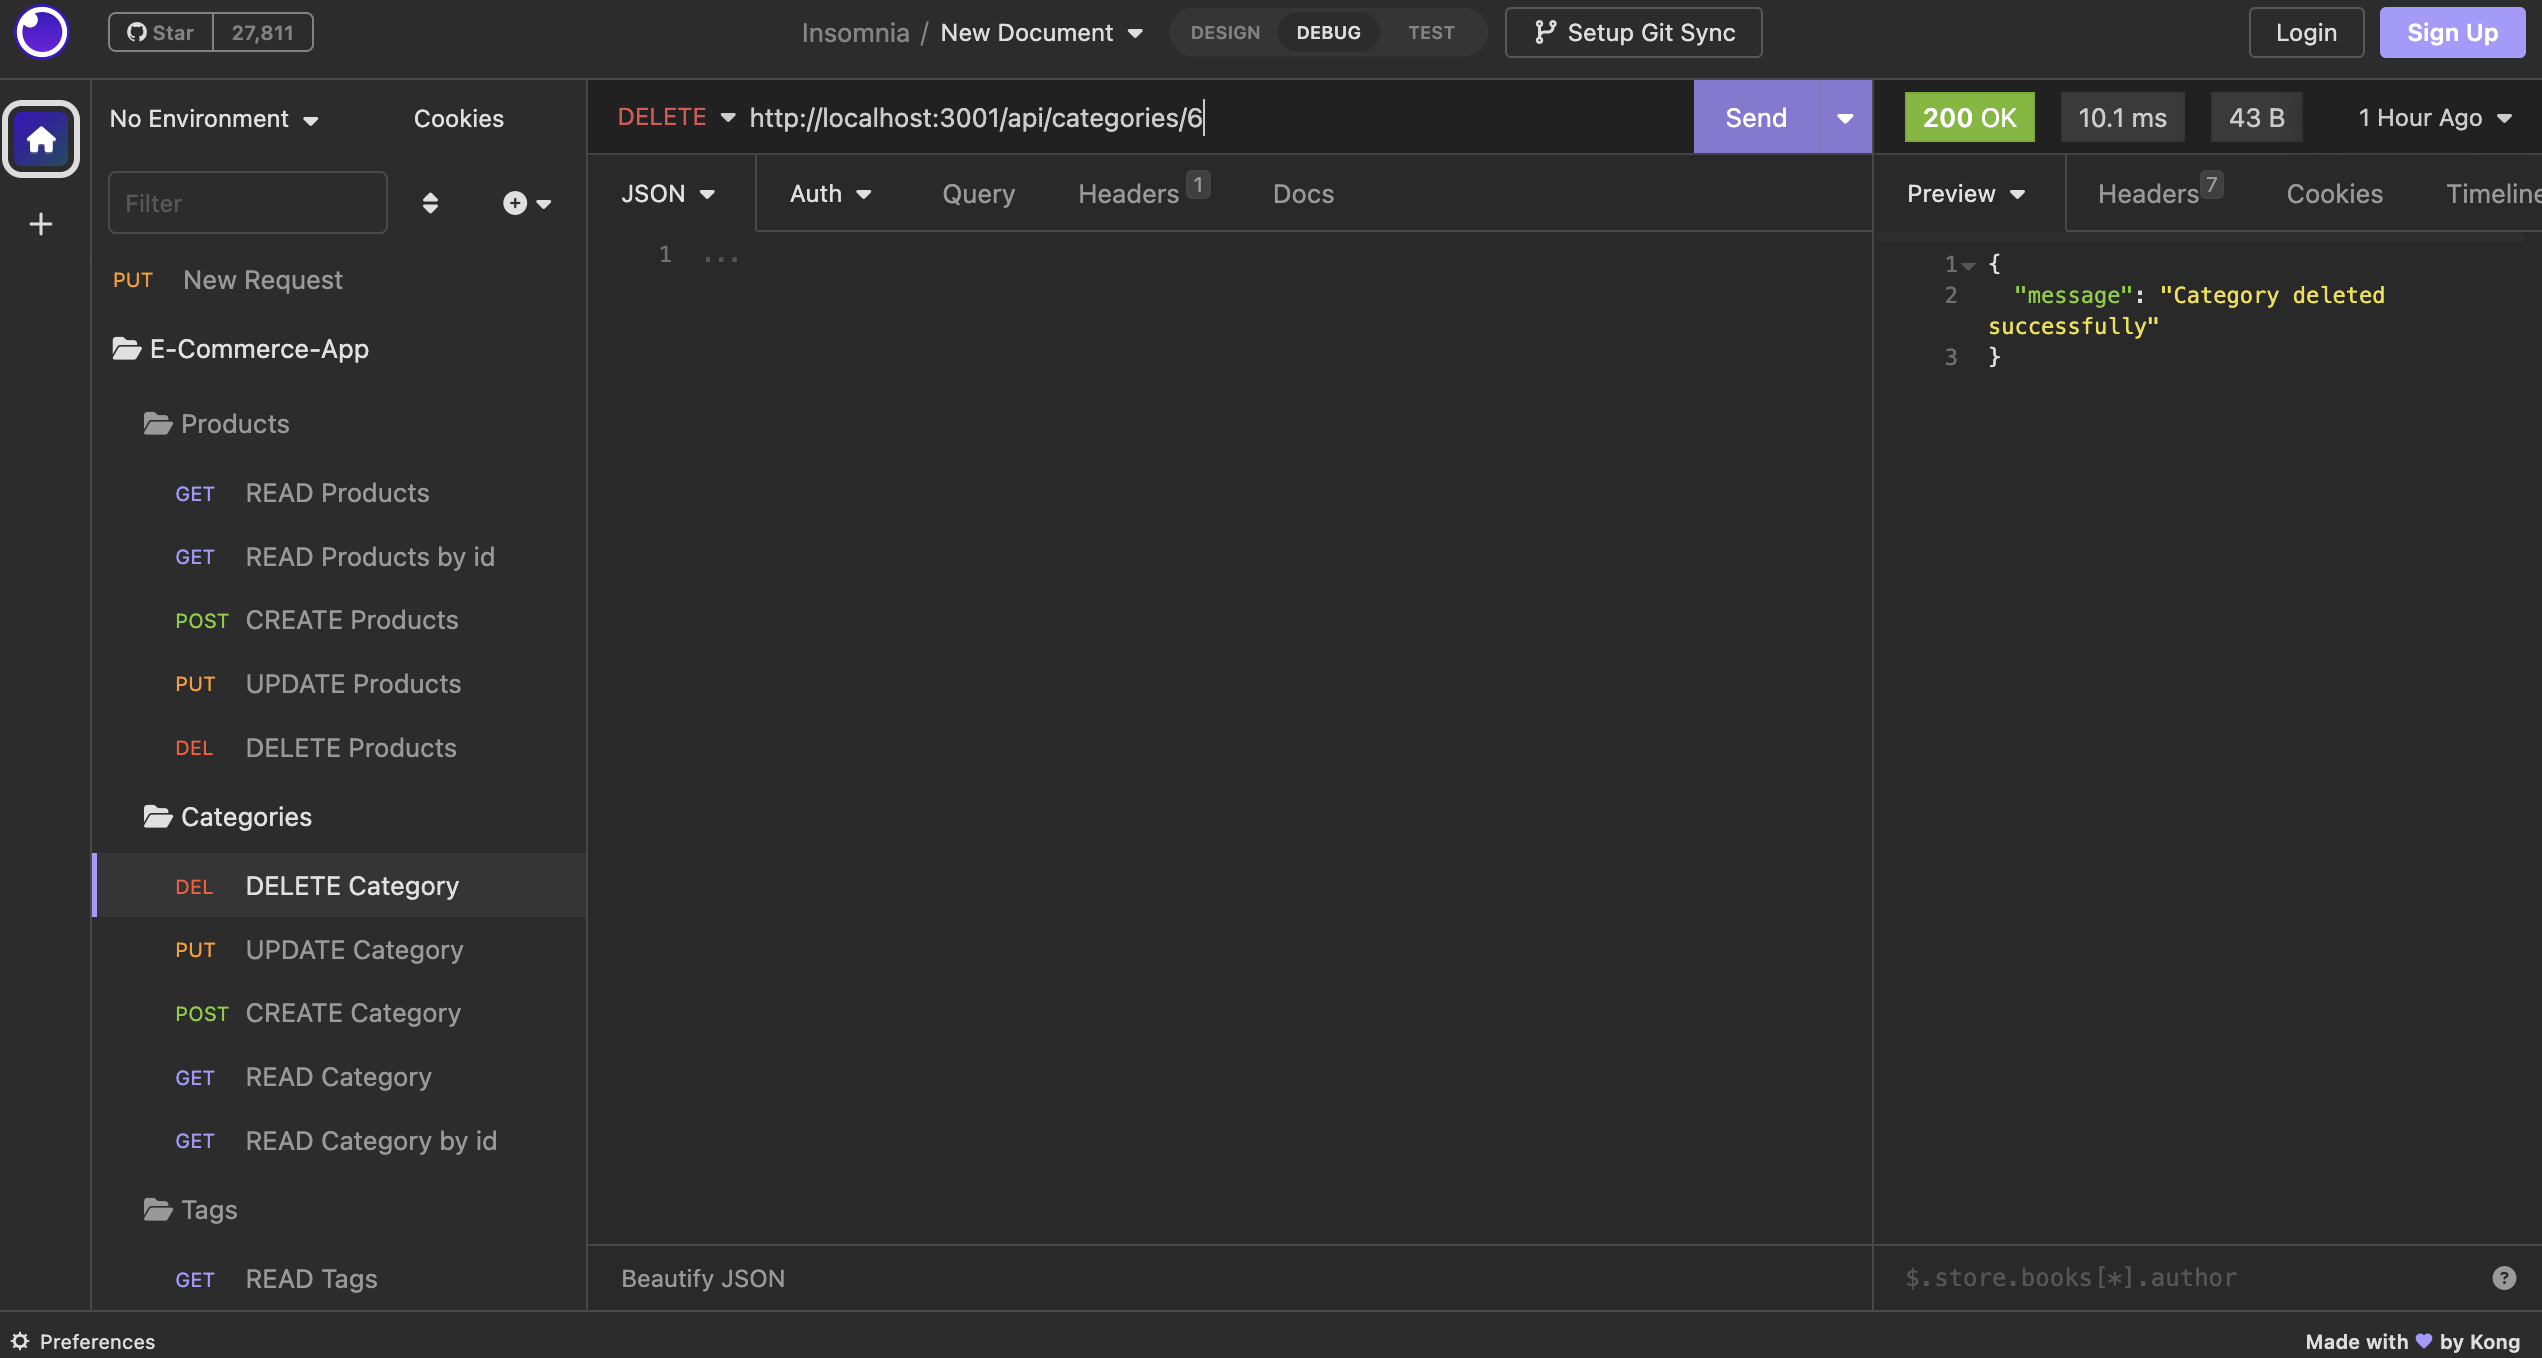 Star 27,811
Insomnia / New Document
DESIGN DEBUG TEST
Setup Git Sync
Login
Sign Up
No Environment
Cookies
Filter
PUT New Request
E-Commerce-App
Products
GET READ Products
GET READ Products by id
POST CREATE Products
PUT UPDATE Products
DEL DELETE Products
Categories
DEL DELETE Category
PUT UPDATE Category
POST CREATE Category
GET READ Category
GET READ Category by id
Tags
GET READ Tags
DELETE http://localhost:3001/api/categories/6
Send
JSON Auth Query Headers 1 Docs
1 ...
Beautify JSON
200 OK 10.1 ms 43 B 1 Hour Ago
Preview Headers 7 Cookies Timeline
1 {
2 "message": "Category deleted
successfully"
3 }
$.store.books[*].author
?
Preferences
Made with 💜 by Kong